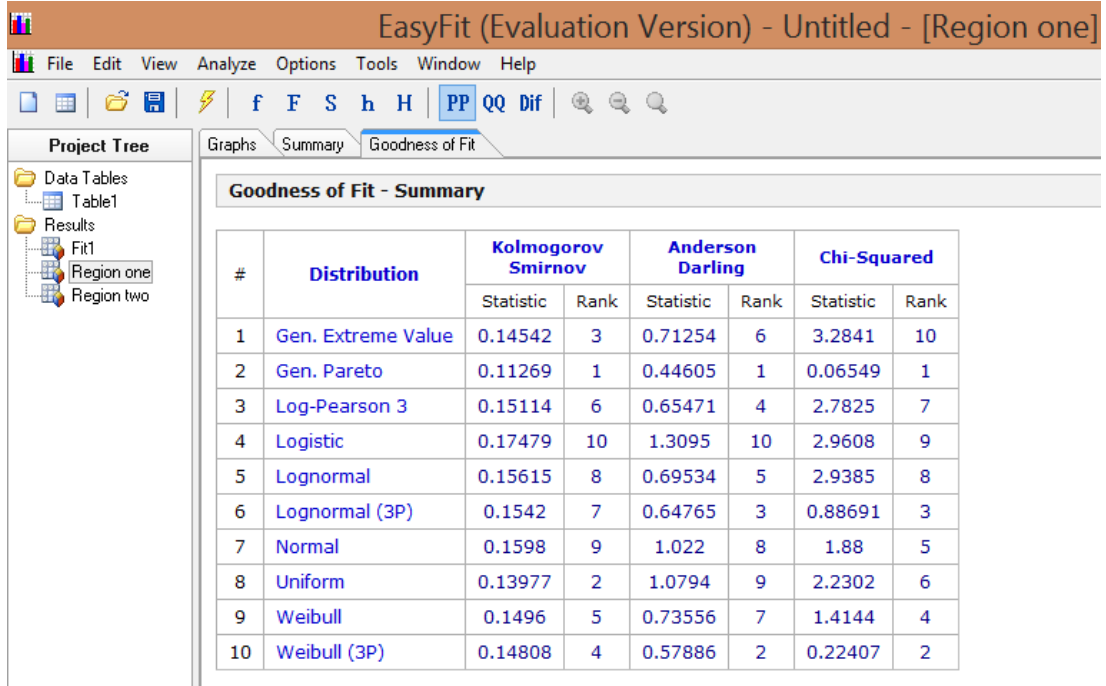 EasyFit (Evaluation Version) - Untitled - [Region one]
File Edit View Analyze Options Tools Window Help
f F S h H PP QQ Dif
Project Tree
Data Tables
Table1
Results
Fit1
Region one
Region two
Graphs Summary Goodness of Fit
Goodness of Fit - Summary
# Distribution Kolmogorov Smirnov Anderson Darling Chi-Squared
Statistic Rank Statistic Rank Statistic Rank
1 Gen. Extreme Value 0.14542 3 0.71254 6 3.2841 10
2 Gen. Pareto 0.11269 1 0.44605 1 0.06549 1
3 Log-Pearson 3 0.15114 6 0.65471 4 2.7825 7
4 Logistic 0.17479 10 1.3095 10 2.9608 9
5 Lognormal 0.15615 8 0.69534 5 2.9385 8
6 Lognormal (3P) 0.1542 7 0.64765 3 0.88691 3
7 Normal 0.1598 9 1.022 8 1.88 5
8 Uniform 0.13977 2 1.0794 9 2.2302 6
9 Weibull 0.1496 5 0.73556 7 1.4144 4
10 Weibull (3P) 0.14808 4 0.57886 2 0.22407 2